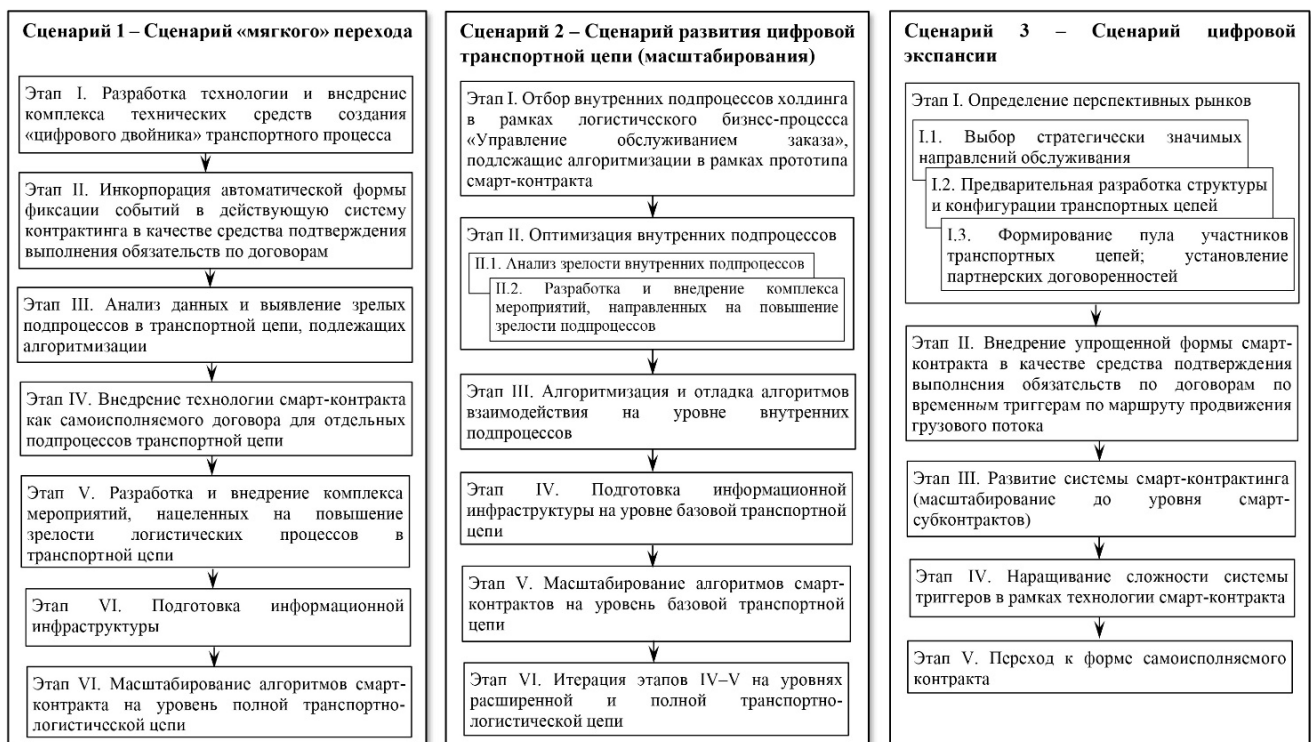 Сценарий 1 – Сценарий «мягкого» перехода
Этап I. Разработка технологии и внедрение
комплекса технических средств создания
«цифрового двойника» транспортного процесса
Этап II. Инкорпорация автоматической формы
фиксации событий в действующую систему
контрактинга в качестве средства подтверждения
выполнения обязательств по договорам
Этап III. Анализ данных и выявление зрелых
подпроцессов в транспортной цепи, подлежащих
алгоритмизации
Этап IV. Внедрение технологии смарт-контракта
как самоисполняемого договора для отдельных
подпроцессов транспортной цепи
Этап V. Разработка и внедрение комплекса
мероприятий, нацеленных на повышение
зрелости логистических процессов в
транспортной цепи
Этап VI. Подготовка информационной
инфраструктуры
Этап VI. Масштабирование алгоритмов смарт-
контракта на уровень полной транспортно-
логистической цепи
Сценарий 2 – Сценарий развития цифровой
транспортной цепи (масштабирования)
Этап I. Отбор внутренних подпроцессов холдинга
в рамках логистического бизнес-процесса
«Управление обслуживанием заказа»,
подлежащие алгоритмизации в рамках прототипа
смарт-контракта
Этап II. Оптимизация внутренних подпроцессов
II.1. Анализ зрелости внутренних подпроцессов
II.2. Разработка и внедрение комплекса
мероприятий, направленных на повышение
зрелости подпроцессов
Этап III. Алгоритмизация и отладка алгоритмов
взаимодействия на уровне внутренних
подпроцессов
Этап IV. Подготовка информационной
инфраструктуры на уровне базовой транспортной
цепи
Этап V. Масштабирование алгоритмов смарт-
контрактов на уровень базовой транспортной
цепи
Этап VI. Итерация этапов IV–V на уровнях
расширенной и полной транспортно-
логистической цепи
Сценарий 3 – Сценарий цифровой
экспансии
Этап I. Определение перспективных рынков
I.1. Выбор стратегически значимых
направлений обслуживания
I.2. Предварительная разработка структуры
и конфигурации транспортных цепей
I.3. Формирование пула участников
транспортных цепей; установление
партнерских договоренностей
Этап II. Внедрение упрощенной формы смарт-
контракта в качестве средства подтверждения
выполнения обязательств по договорам по
временным триггерам по маршруту продвижения
грузового потока
Этап III. Развитие системы смарт-контрактинга
(масштабирование до уровня смарт-
субконтрактов)
Этап IV. Наращивание сложности системы
триггеров в рамках технологии смарт-контракта
Этап V. Переход к форме самоисполняемого
контракта